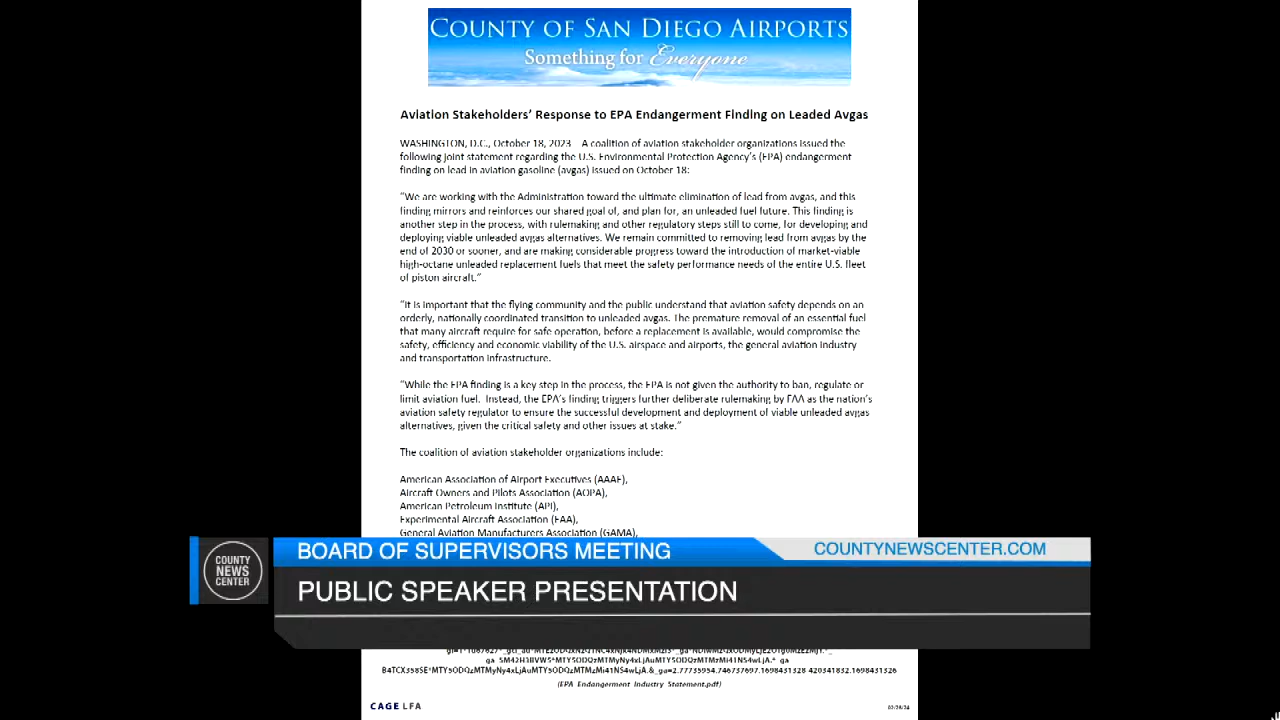 COUNTY OF SAN DIEGO AIRPORTS
Something for Everyone
Aviation Stakeholders' Response to EPA Endangerment Finding on Leaded Avgas
WASHINGTON, D.C., October 18, 2023 A coalition of aviation stakeholder organizations issued the
following joint statement regarding the U.S. Environmental Protection Agency's (EPA) endangerment
finding on lead in aviation gasoline (avgas) issued on October 18:
"We are working with the Administration toward the ultimate elimination of lead from avgas, and this
finding mirrors and reinforces our shared goal of, and plan for, an unleaded fuel future. This finding is
another step in the process, with rulemaking and other regulatory steps still to come, for developing and
deploying viable unleaded avgas alternatives. We remain committed to removing lead from avgas by the
end of 2030 or sooner, and are making considerable progress toward the introduction of market-viable
high-octane unleaded replacement fuels that meet the safety performance needs of the entire U.S. fleet
of piston aircraft."
"It is important that the flying community and the public understand that aviation safety depends on an
orderly, nationally coordinated transition to unleaded avgas. The premature removal of an essential fuel
that many aircraft require for safe operation, before a replacement is available, would compromise the
safety, efficiency and economic viability of the U.S. airspace and airports, the general aviation industry
and transportation infrastructure.
"While the EPA finding is a key step in the process, the EPA is not given the authority to ban, regulate or
limit aviation fuel. Instead, the EPA's finding triggers further deliberate rulemaking by FAA as the nation's
aviation safety regulator to ensure the successful development and deployment of viable unleaded avgas
alternatives, given the critical safety and other issues at stake."
The coalition of aviation stakeholder organizations include:
American Association of Airport Executives (AAAE),
Aircraft Owners and Pilots Association (AOPA),
American Petroleum Institute (API),
Experimental Aircraft Association (EAA),
General Aviation Manufacturers Association (GAMA),
COUNTY NEWS CENTER
BOARD OF SUPERVISORS MEETING
COUNTYNEWSCENTER.COM
PUBLIC SPEAKER PRESENTATION
(EPA Endangerment Industry Statement.pdf)
CAGE LFA